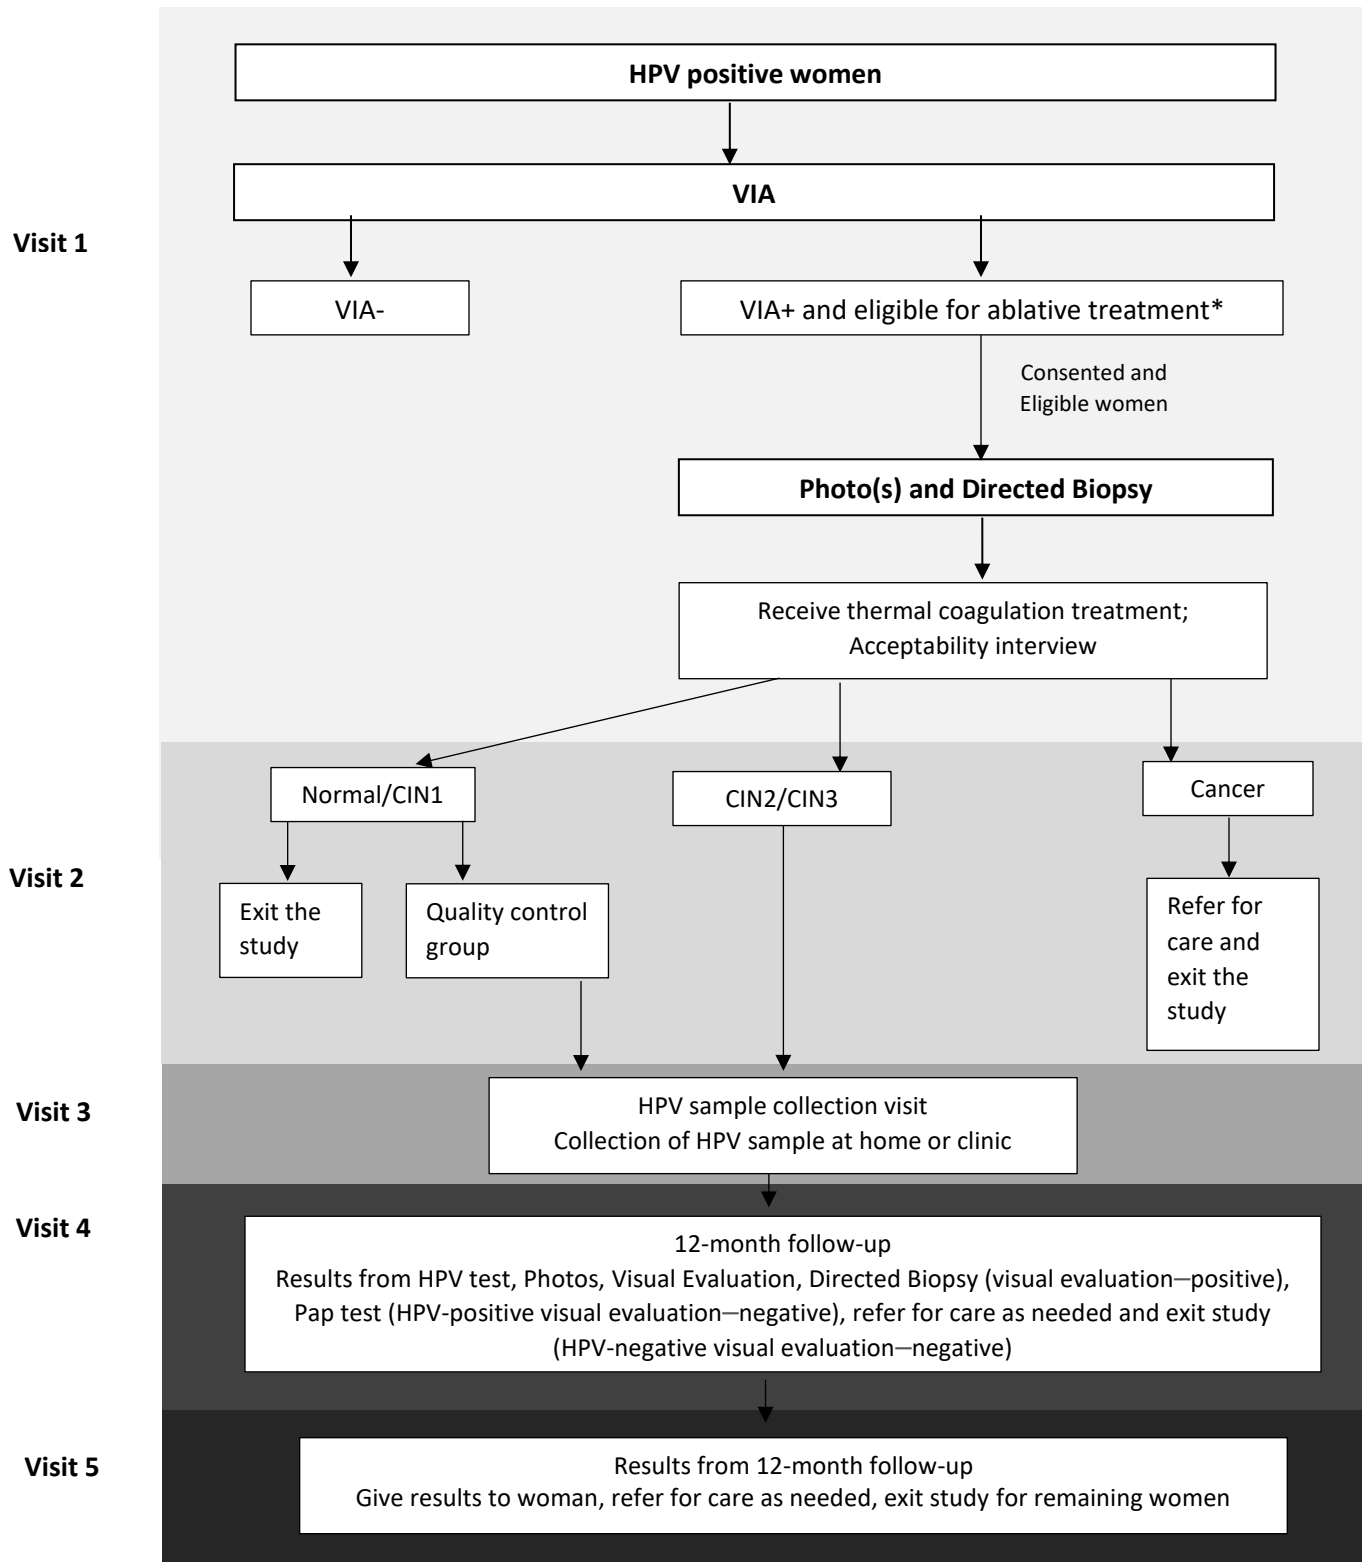 HPV positive women
VIA
Visit 1
VIA-
VIA+ and eligible for ablative treatment*
Consented and
Eligible women
Photo(s) and Directed Biopsy
Receive thermal coagulation treatment;
Acceptability interview
Normal/CIN1
CIN2/CIN3
Cancer
Visit 2
Exit the
study
Quality control
group
Refer for
care and
exit the
study
Visit 3
HPV sample collection visit
Collection of HPV sample at home or clinic
Visit 4
12-month follow-up
Results from HPV test, Photos, Visual Evaluation, Directed Biopsy (visual evaluation—positive),
Pap test (HPV-positive visual evaluation—negative), refer for care as needed and exit study
(HPV-negative visual evaluation—negative)
Visit 5
Results from 12-month follow-up
Give results to woman, refer for care as needed, exit study for remaining women